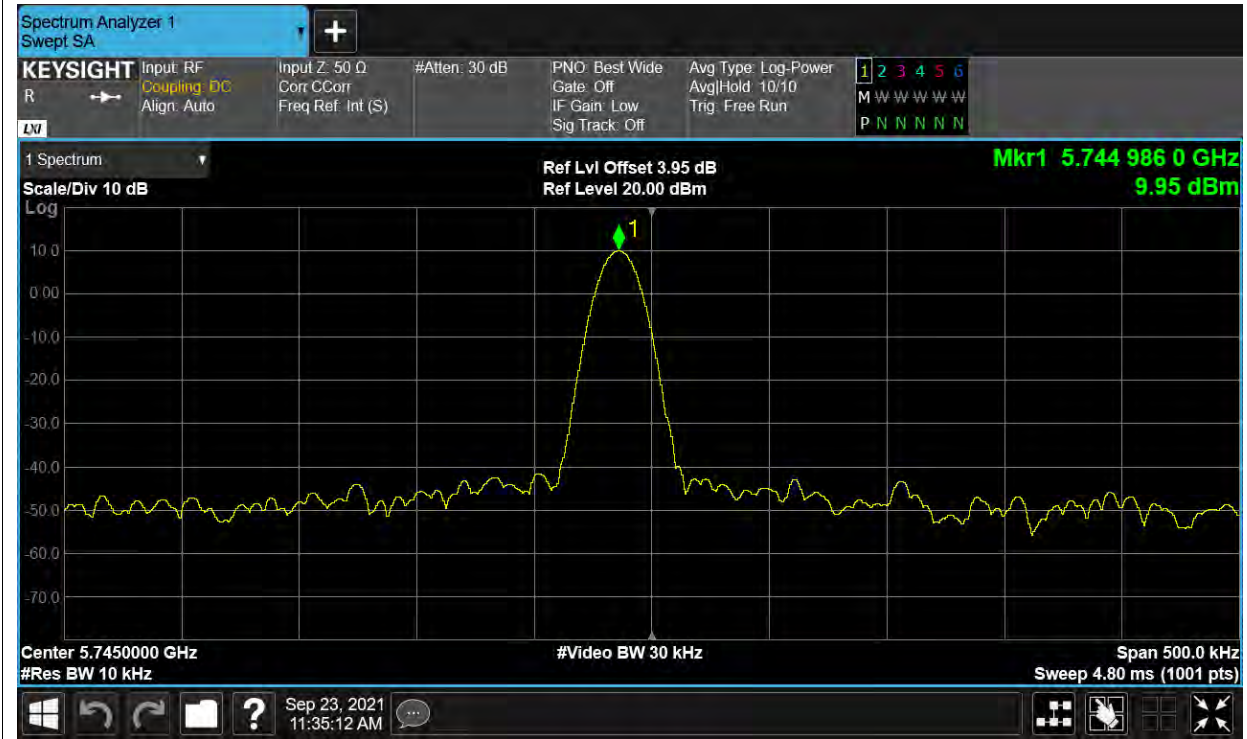 Spectrum Analyzer 1
Swept SA
+
KEYSIGHT Input: RF Input Z: 50 Ω #Atten: 30 dB PNO: Best Wide Avg Type: Log-Power 1 2 3 4 5 6
R Coupling: DC Corr CCorr Gate: Off Avg|Hold: 10/10 M W W W W W
Align: Auto Freq Ref: Int (S) IF Gain: Low Trig: Free Run
LXI Sig Track: Off P N N N N N N
1 Spectrum Ref Lvl Offset 3.95 dB Mkr1 5.744 986 0 GHz
Scale/Div 10 dB Ref Level 20.00 dBm 9.95 dBm
Log
1
10.0
0.00
-10.0
-20.0
-30.0
-40.0
-50.0
-60.0
-70.0
Center 5.7450000 GHz #Video BW 30 kHz Span 500.0 kHz
#Res BW 10 kHz Sweep 4.80 ms (1001 pts)
? Sep 23, 2021
11:35:12 AM